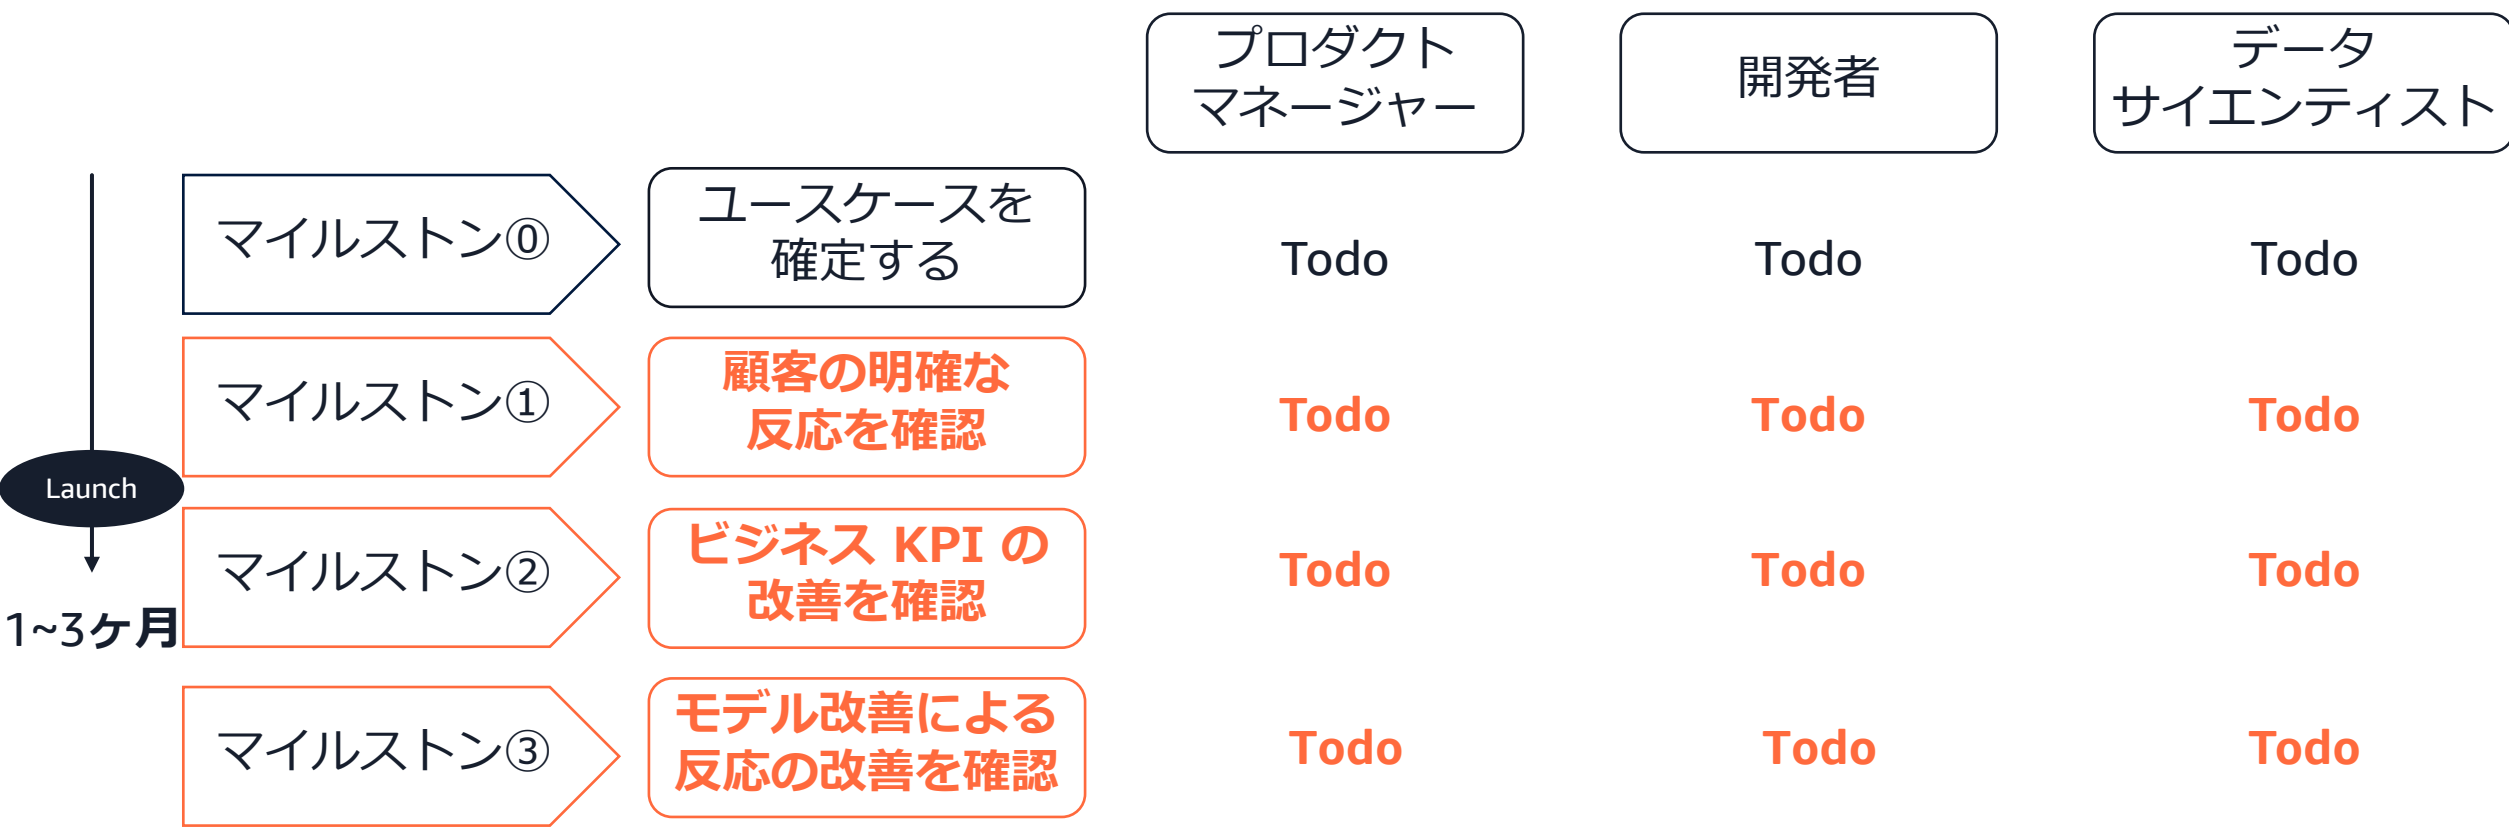 プロダクト
マネージャー
開発者
データ
サイエンティスト
マイルストン⓪
ユースケースを
確定する
Todo
Todo
Todo
マイルストン①
顧客の明確な
反応を確認
Todo
Todo
Todo
Launch
マイルストン②
ビジネス KPI の
改善を確認
Todo
Todo
Todo
1~3ヶ月
マイルストン③
モデル改善による
反応の改善を確認
Todo
Todo
Todo